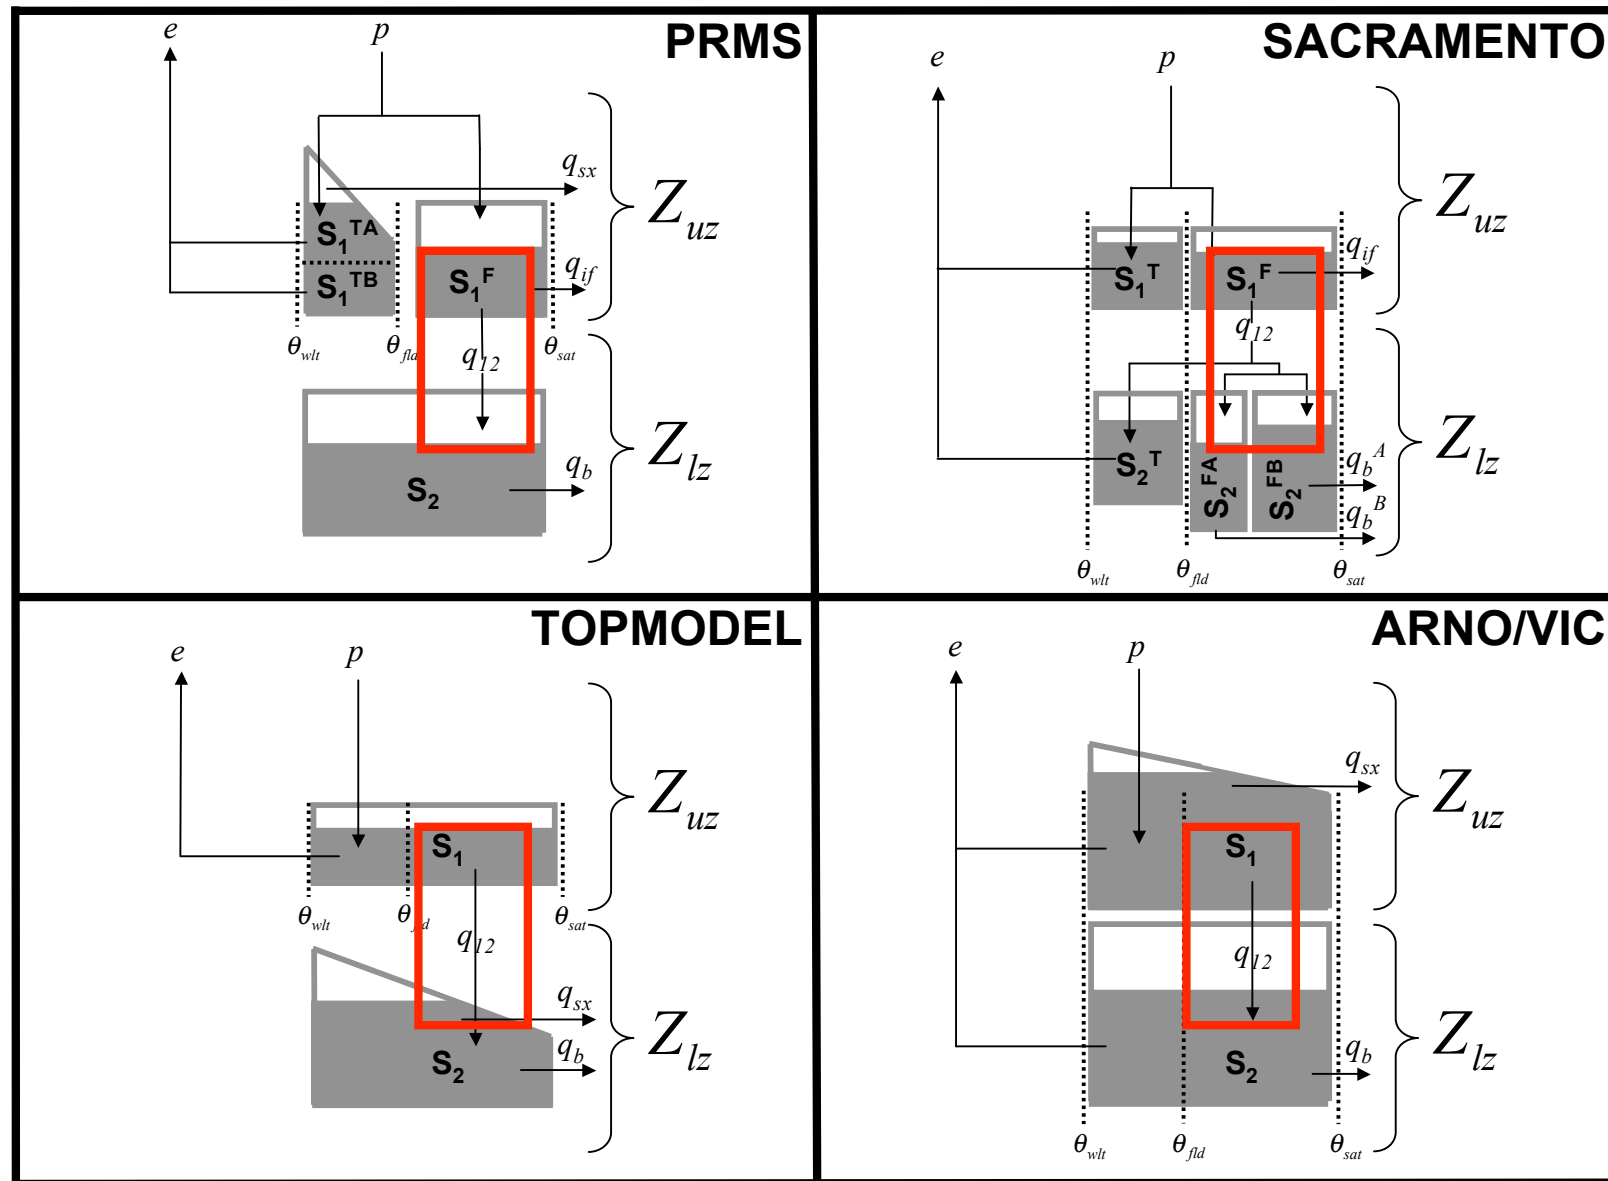 PRMS
e
p
q_sx
S_1^TA
S_1^TB
S_1^F
q_if
Z_uz
θ_wlt
θ_fld
q_12
θ_sat
S_2
q_b
Z_lz
SACRAMENTO
e
p
S_1^T
S_1^F
q_if
Z_uz
q_12
S_2^T
S_2^FA
S_2^FB
q_b^A
q_b^B
Z_lz
θ_wlt
θ_fld
θ_sat
TOPMODEL
e
p
S_1
Z_uz
θ_wlt
θ_fld
θ_sat
q_12
q_sx
S_2
q_b
Z_lz
ARNO/VIC
e
p
q_sx
Z_uz
S_1
q_12
S_2
q_b
Z_lz
θ_wlt
θ_fld
θ_sat